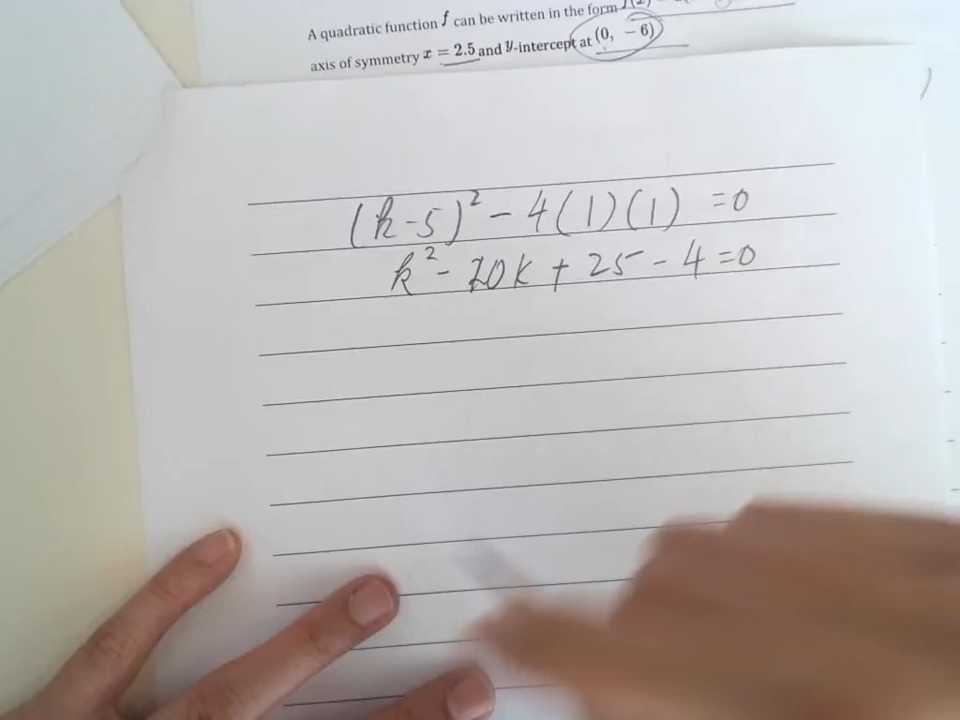 A quadratic function f can be written in the form
axis of symmetry x = 2.5 and y-intercept at (0, −6)
(k-5)² - 4(1)(1) = 0
k² - 20k + 25 - 4 = 0